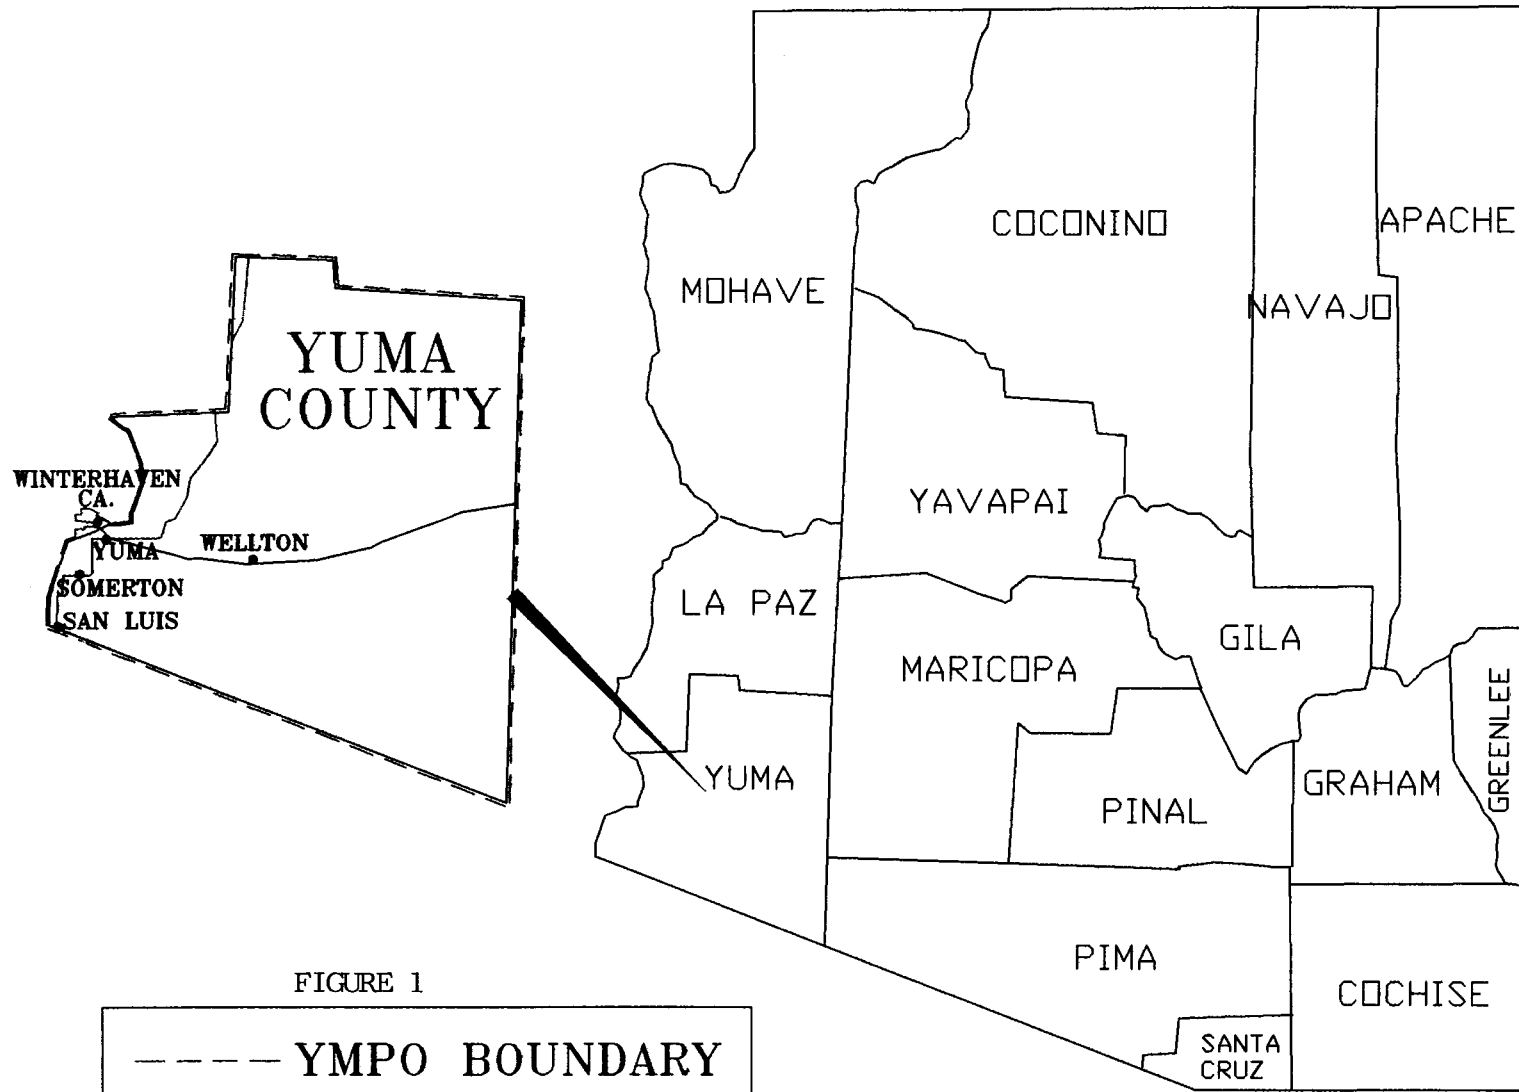 COCONINO
APACHE
MOHAVE
NAVAJO
YUMA
COUNTY
WINTERHAVEN
CA.
YAVAPAI
YUMA
WELLTON
SOMERTON
SAN LUIS
LA PAZ
GILA
MARICOPA
GREENLEE
YUMA
GRAHAM
PINAL
PIMA
COCHISE
SANTA
CRUZ
FIGURE 1
YMPO BOUNDARY